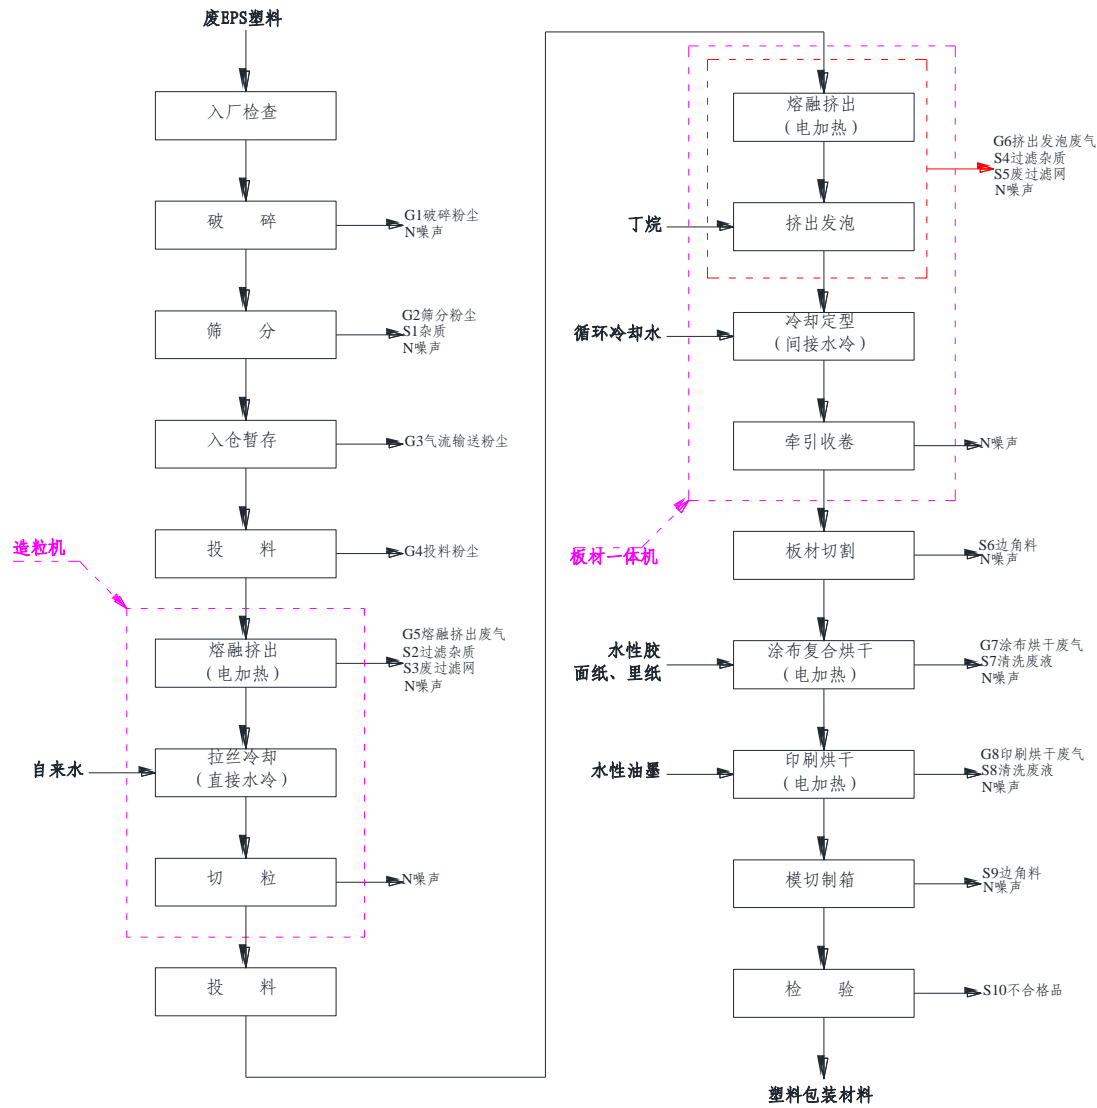 废EPS塑料
入厂检查
破 碎
G1破碎粉尘
N噪声
筛 分
G2筛分粉尘
S1杂质
N噪声
入仓暂存
G3气流输送粉尘
投 料
G4投料粉尘
造粒机
熔融挤出
(电加热)
G5熔融挤出废气
S2过滤杂质
S3废过滤网
N噪声
自来水
拉丝冷却
(直接水冷)
切 粒
N噪声
投 料
熔融挤出
(电加热)
G6挤出发泡废气
S4过滤杂质
S5废过滤网
N噪声
丁烷
挤出发泡
循环冷却水
冷却定型
(间接水冷)
牵引收卷
N噪声
板材一体机
板材切割
S6边角料
N噪声
水性胶
面纸、里纸
涂布复合烘干
(电加热)
G7涂布烘干废气
S7清洗废液
N噪声
水性油墨
印刷烘干
(电加热)
G8印刷烘干废气
S8清洗废液
N噪声
模切制箱
S9边角料
N噪声
检 验
S10不合格品
塑料包装材料